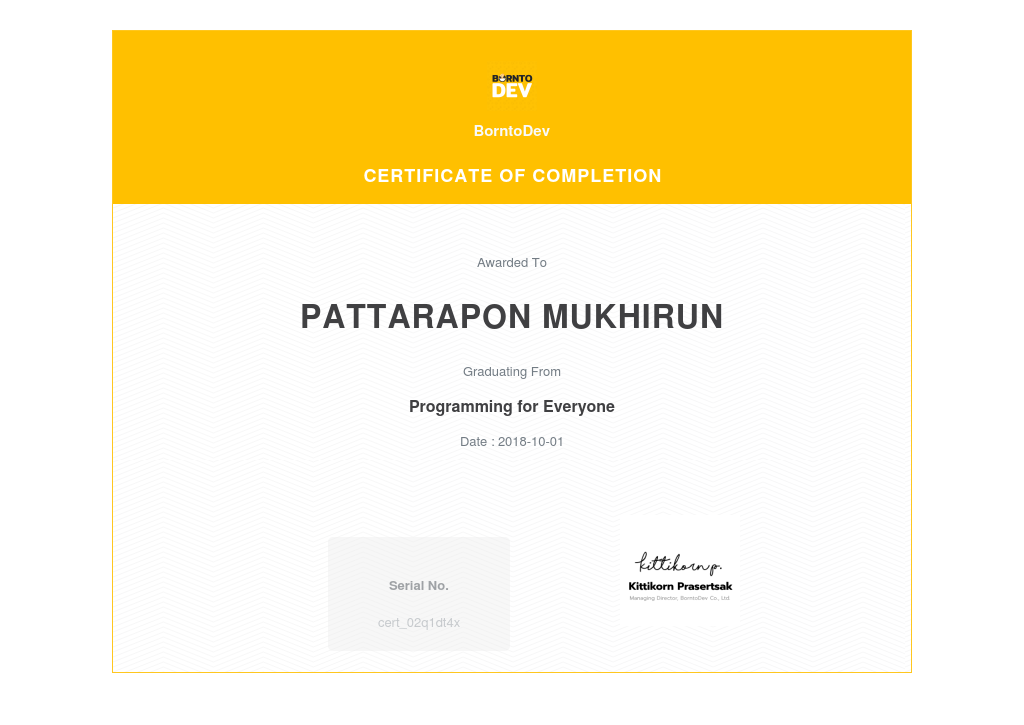 BORNTO
DEV
BorntoDev
CERTIFICATE OF COMPLETION
Awarded To
PATTARAPON MUKHIRUN
Graduating From
Programming for Everyone
Date : 2018-10-01
Serial No.
cert_02q1dt4x
kittikorn p.
Kittikorn Prasertsak
Managing Director, BorntoDev Co., Ltd.